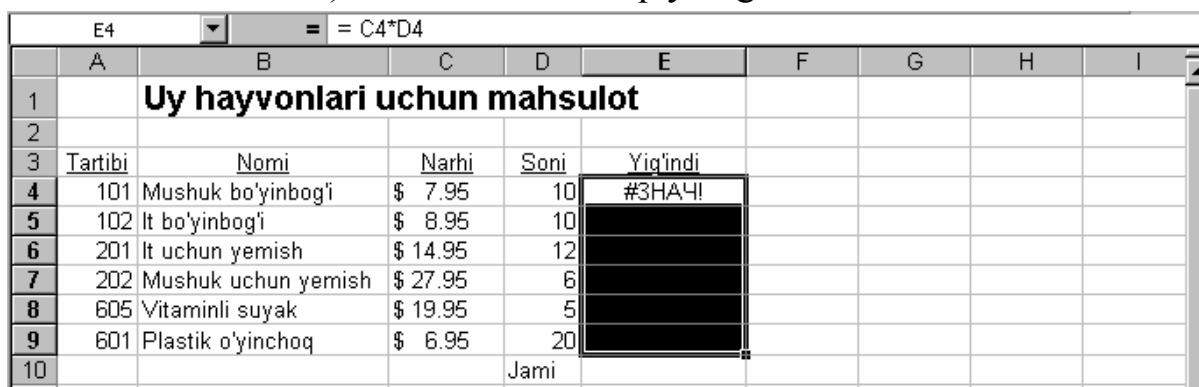 E4 = = C4*D4
A B C D E F G H I
1 Uy hayvonlari uchun mahsulot
2
3 Tartibi Nomi Narhi Soni Yig'indi
4 101 Mushuk bo'yinbog'i $ 7.95 10 #ЗНАЧ!
5 102 It bo'yinbog'i $ 8.95 10
6 201 It uchun yemish $ 14.95 12
7 202 Mushuk uchun yemish $ 27.95 6
8 605 Vitaminli suyak $ 19.95 5
9 601 Plastik o'yinchoq $ 6.95 20
10 Jami